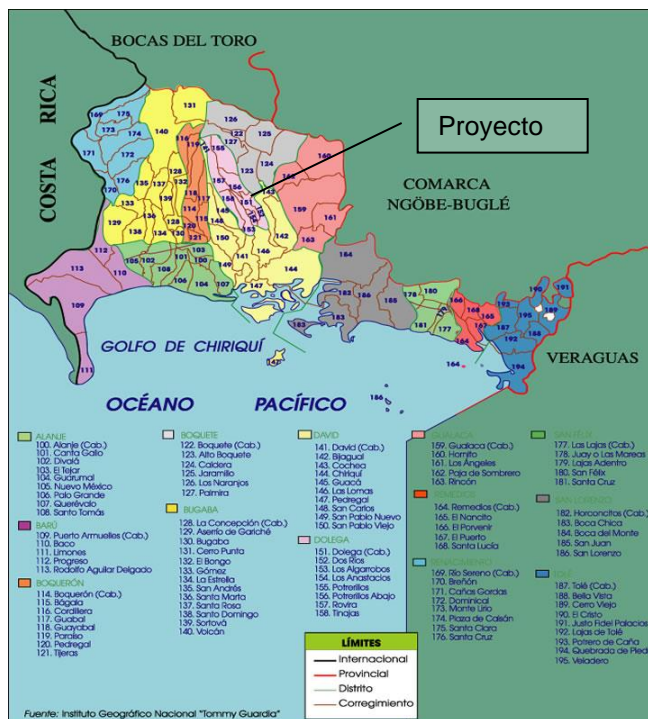 BOCAS DEL TORO
COSTA RICA
Proyecto
COMARCA
NGÖBE-BUGLÉ
GOLFO DE CHIRIQUÍ
VERAGUAS
OCÉANO PACÍFICO
ALANJE
100. Alanje (Cab.)
101. Canta Gallo
102. Divalá
103. El Tejar
104. Guarumal
105. Nuevo México
106. Palo Grande
107. Querévalo
108. Santo Tomás
BARÚ
109. Puerto Armuelles (Cab.)
110. Baco
111. Limones
112. Progreso
113. Rodolfo Aguilar Delgado
BOQUERÓN
114. Boquerón (Cab.)
115. Bágala
116. Cordillera
117. Guabal
118. Guayabal
119. Paraíso
120. Pedregal
121. Tijeras
BOQUETE
122. Boquete (Cab.)
123. Alto Boquete
124. Caldera
125. Jaramillo
126. Los Naranjos
127. Palmira
BUGABA
128. La Concepción (Cab.)
129. Aserrío de Gariché
130. Bugaba
131. Cerro Punta
132. El Bongo
133. Gómez
134. La Estrella
135. San Andrés
136. Santa Marta
137. Santa Rosa
138. Santo Domingo
139. Sortová
140. Volcán
DAVID
141. David (Cab.)
142. Bijagual
143. Cochea
144. Chiriquí
145. Guacá
146. Las Lomas
147. Pedregal
148. San Carlos
149. San Pablo Nuevo
150. San Pablo Viejo
DOLEGA
151. Dolega (Cab.)
152. Dos Ríos
153. Los Algarrobos
154. Los Anastacios
155. Potrerillos
156. Potrerillos Abajo
157. Rovira
158. Tinajas
GUALACA
159. Gualaca (Cab.)
160. Hornito
161. Los Ángeles
162. Paja de Sombrero
163. Rincón
REMEDIOS
164. Remedios (Cab.)
165. El Nancito
166. El Porvenir
167. El Puerto
168. Santa Lucía
RENACIMIENTO
169. Río Sereno (Cab.)
170. Breñón
171. Cañas Gordas
172. Dominical
173. Monte Lirio
174. Plaza de Caisán
175. Santa Clara
176. Santa Cruz
SAN FÉLIX
177. Las Lajas (Cab.)
178. Juay o Las Mareas
179. Lajas Adentro
180. San Félix
181. Santa Cruz
SAN LORENZO
182. Horconcitos (Cab.)
183. Boca Chica
184. Boca del Monte
185. San Juan
186. San Lorenzo
TOLÉ
187. Tolé (Cab.)
188. Bella Vista
189. Cerro Viejo
190. El Cristo
191. Justo Fidel Palacios
192. Lajas de Tolé
193. Potrero de Caña
194. Quebrada de Pied
195. Veladero
LÍMITES
Internacional
Provincial
Distrito
Corregimiento
Fuente: Instituto Geográfico Nacional "Tommy Guardia"